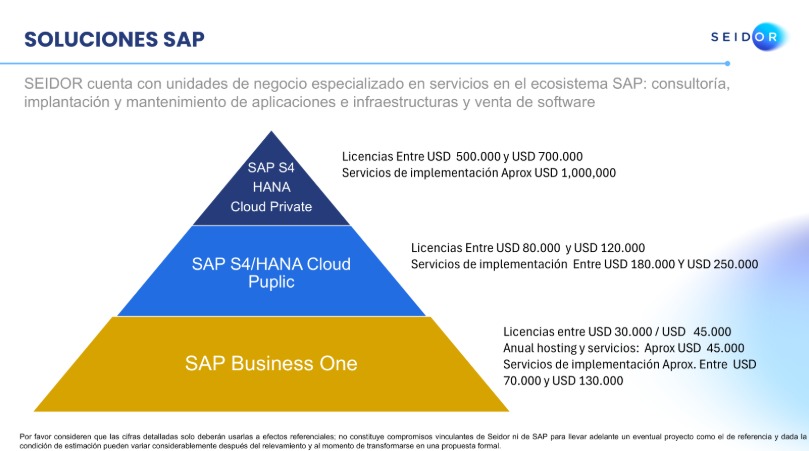 SOLUCIONES SAP
SEIDOR
SEIDOR cuenta con unidades de negocio especializado en servicios en el ecosistema SAP: consultoría,
implantación y mantenimiento de aplicaciones e infraestructuras y venta de software
SAP S4
HANA
Cloud Private
Licencias Entre USD 500.000 y USD 700.000
Servicios de implementación Aprox USD 1,000,000
SAP S4/HANA Cloud
Puplic
Licencias Entre USD 80.000 y USD 120.000
Servicios de implementación Entre USD 180.000 Y USD 250.000
SAP Business One
Licencias entre USD 30.000 / USD 45.000
Anual hosting y servicios: Aprox USD 45.000
Servicios de implementación Aprox. Entre USD
70.000 y USD 130.000
Por favor consideren que las cifras detalladas solo deberán usarlas a efectos referenciales; no constituye compromisos vinculantes de Seidor ni de SAP para llevar adelante un eventual proyecto como el de referencia y dada la
condición de estimación pueden variar considerablemente después del relevamiento y al momento de transformarse en una propuesta formal.